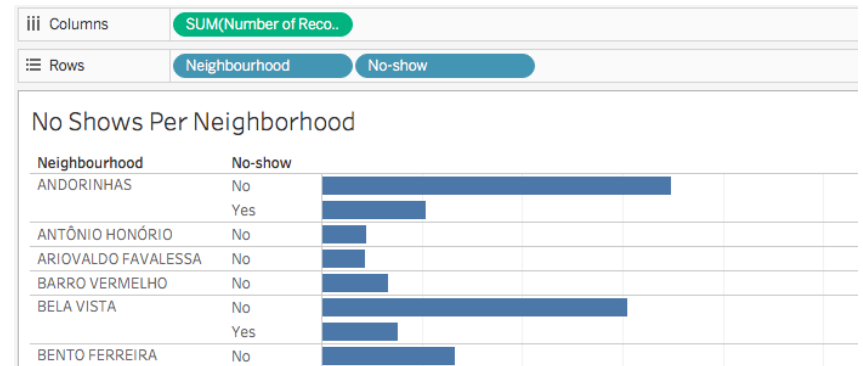 Columns SUM(Number of Reco..
Rows Neighbourhood No-show
No Shows Per Neighborhood
Neighbourhood No-show
ANDORINHAS No
Yes
ANTÔNIO HONÓRIO No
ARIOVALDO FAVALESSA No
BARRO VERMELHO No
BELA VISTA No
Yes
BENTO FERREIRA No